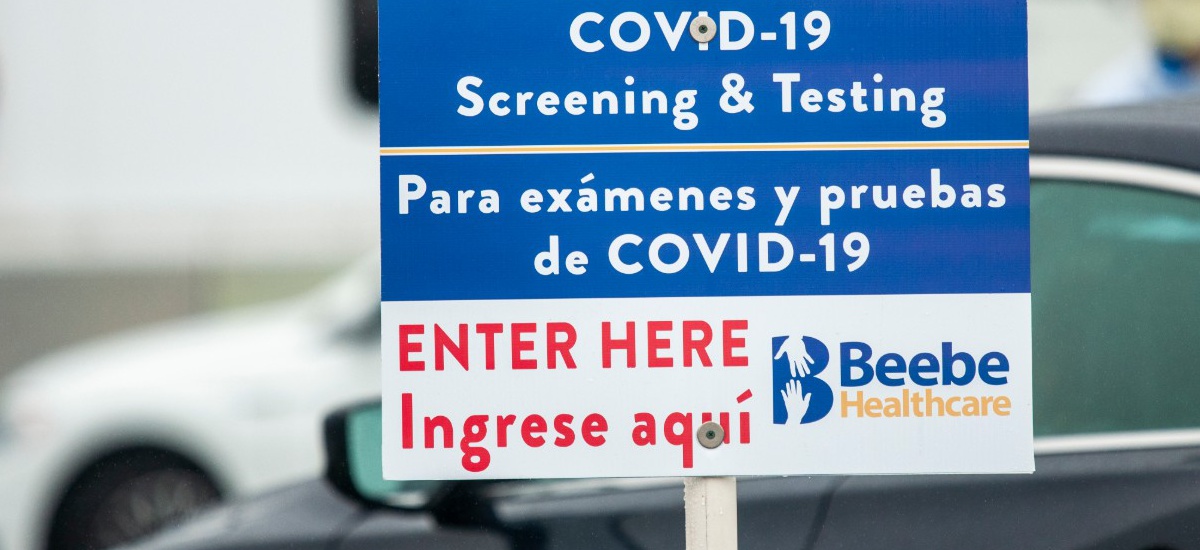 COVID-19
Screening & Testing
Para exámenes y pruebas
de COVID-19
ENTER HERE
Ingrese aquí
Beebe
Healthcare